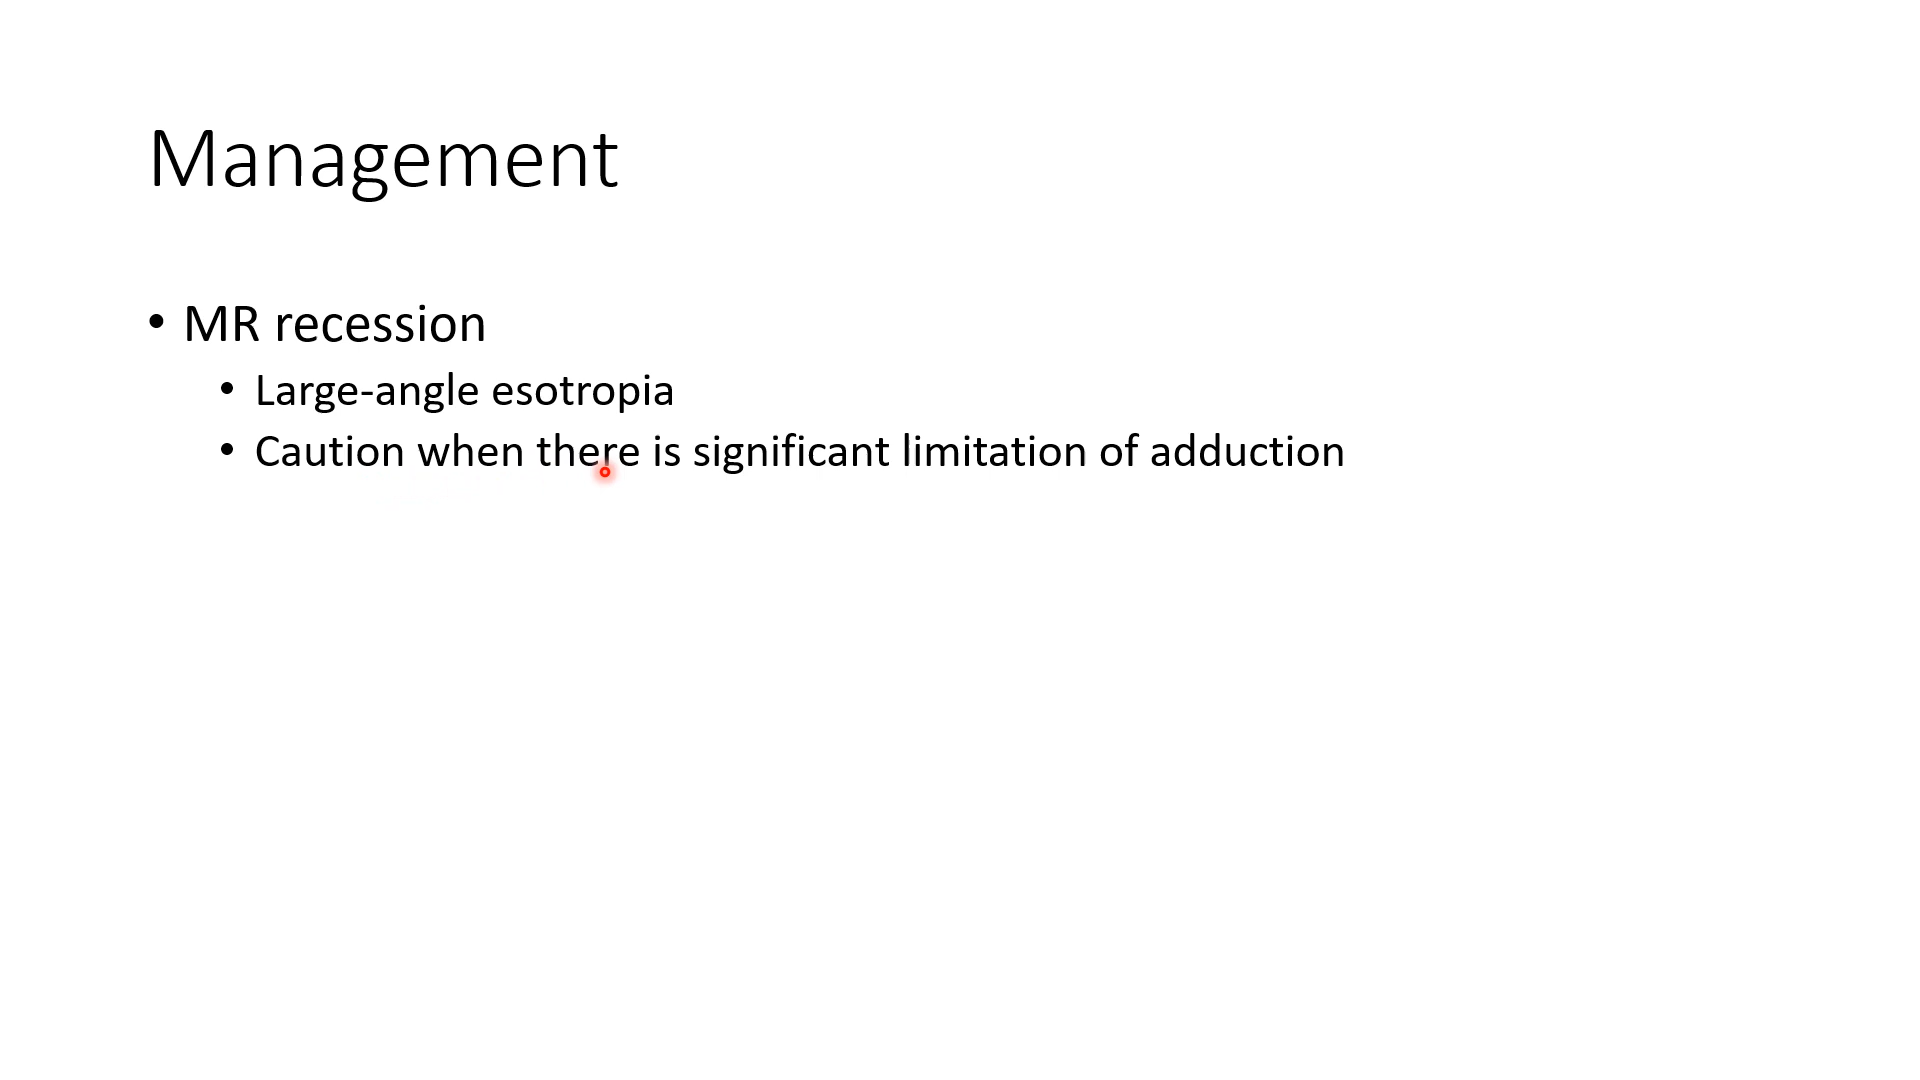 Management
• MR recession
• Large-angle esotropia
• Caution when there is significant limitation of adduction